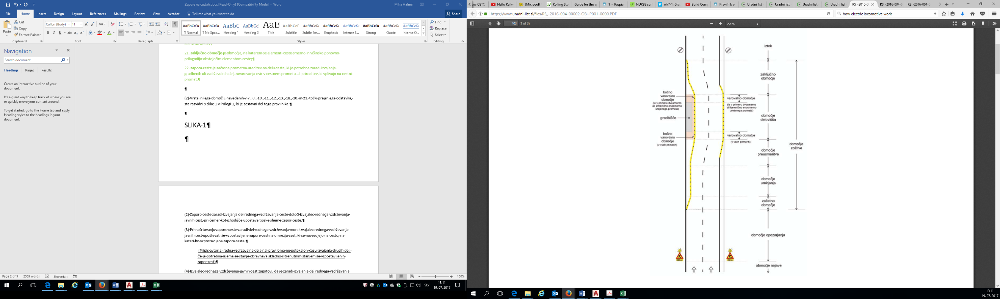 Zapore na cestah.docx [Read-Only] [Compatibility Mode] - Word
Miha Hafner
File Home Insert Design Layout References Mailings Review View Acrobat Tell me what you want to do Share
Paste
Cut
Copy
Format Painter
Clipboard
Calibri (Body) 11
Font
Paragraph
AaBbCcDc AaBbCcDc AaBbC AaBbCc AaB AaBbCcD AaBbCcDc AaBbCcDc AaBbCcDc AaBbCcDc AaBbCcDc AaBbCcDc
¶ Normal ¶ No Spac... Heading 1 Heading 2 Title Subtitle Subtle Em... Emphasis Intense E... Strong Quote Intense Q...
Styles
Find
Replace
Select
Editing
Navigation
Search document
Headings Pages Results
Create an interactive outline of your
document.
It's a great way to keep track of where you are
or quickly move your content around.
To get started, go to the Home tab and apply
Heading styles to the headings in your
document.
elementi·ceste;¶
21.·zaključno·območje·je·območje,·na·katerem·se·elementi·ceste·smerno·in·višinsko·ponovno·
prilagodijo·obstoječim·elementom·ceste;¶
22.·zapora·ceste·je·začasna·prometna·ureditev·na·delu·ceste,·ki·je·potrebna·zaradi·izvajanja·
gradbenih·ali·vzdrževalnih·del,·zavarovanja·ovir·v·cestnem·prometu·ali·prireditev,·ki·vplivajo·na·cestni·
promet.¶
¶
(2)·Vrsta·in·lega·območij,·navedenih·v·7.,·9.,·10.,·11.,·12.,·13.,·18.,·20.·in·21.·točki·prejšnjega·odstavka,·
sta·razvidni·s·slike·1·v·Prilogi·1,·ki·je·sestavni·del·tega·pravilnika.¶
¶
SLIKA·1¶
¶
(2)·Zaporo·ceste·zaradi·izvajanja·del·rednega·vzdrževanja·ceste·določi·izvajalec·rednega·vzdrževanja·
javnih·cest,·pri·čemer·kot·izhodišče·upošteva·tipske·sheme·zapor·ceste.¶
(3)·Pri·načrtovanju·zapore·ceste·zaradi·del·rednega·vzdrževanja·mora·izvajalec·rednega·vzdrževanja·
javnih·cest·upoštevati·že·vzpostavljene·zapore·cest·na·omrežju·cest,·ki·se·navezujejo·na·cesto,·na·
kateri·bo·vzpostavljena·zapora·ceste.¶
(Pripis·avtorja:·redna·vzdrzevalna·dela·naj·praviloma·ne·potekajo·v·času·izvajanja·drugih·del.·
Če·je·potrebna·izjema·se·stanje·obravnava·skladno·s·trenutnim·stanjem·že·vzpostavljenih·
zapor·cest)¶
(4)·Izvajalec·rednega·vzdrževanja·javnih·cest·zagotovi,·da·je·zaradi·izvajanja·del·rednega·vzdrževanja·
Page 2 of 9 2569 words Slovenian 100%
SLV 13:11
19. 07. 2017
ow CBTC Hello Railw (Microsoft Rolling Sto Guide for the a 1_-_Razpisn NURBS surf wk7-1: Gra Build Comp Pravilnik o Uradni list Uradni list Uradni list Uradni list RS_-2016-0 RS_-2016-004-0 RS_-2016-004-0
https://www.uradni-list.si/files/RS_-2016-004-00002-OB~P001-0000.PDF
how electric locomotive work
403 (1 of 3) 220%
iztek
zaključno
območje
bočno
varovalno
območje
(le v primeru dvosmerno
ali izmenično enosmerno
urejenega prometa)
varovalno območje
(le v primeru dvosmerno
ali izmenično enosmerno
urejenega prometa)
gradbišče
območje
delovišča
bočno
varovalno
območje
(v vseh primerih)
varovalno območje
(v vseh primerih)
območje
zožitve
območje
preusmeritve
območje
umirjanja
začetno
območje
območje opozarjanja
območje najave
13:11
19. 07. 2017